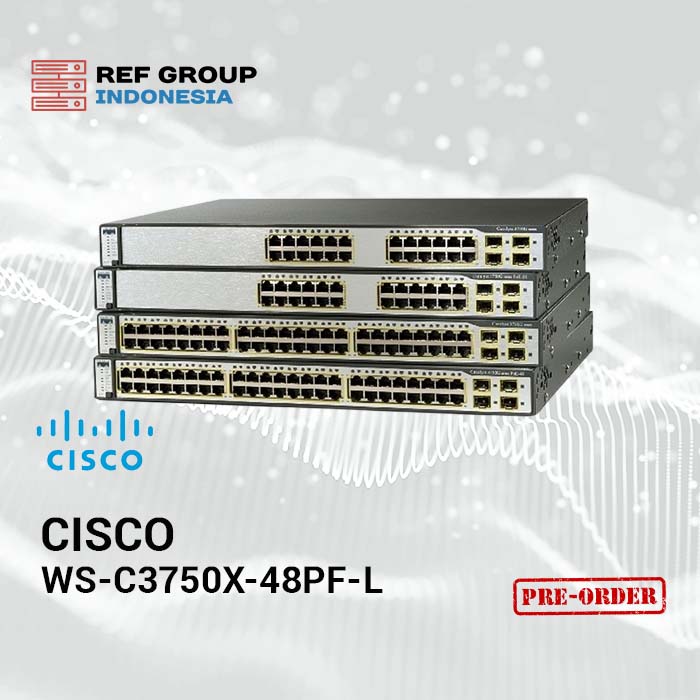 REF GROUP
INDONESIA
CISCO
CISCO
WS-C3750X-48PF-L
PRE-ORDER